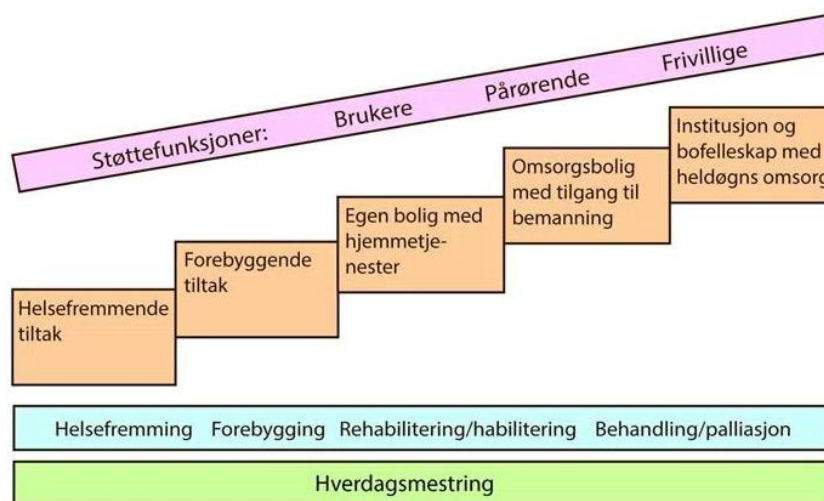 Støttefunksjoner: Brukere Pårørende Frivillige
Helsefremmende
tiltak
Forebyggende
tiltak
Egen bolig med
hjemmetje-
nester
Omsorgsbolig
med tilgang til
bemanning
Institusjon og
bofelleskap med
heldøgns omsorg
Helsefremming Forebygging Rehabilitering/habilitering Behandling/palliasjon
Hverdagsmestring